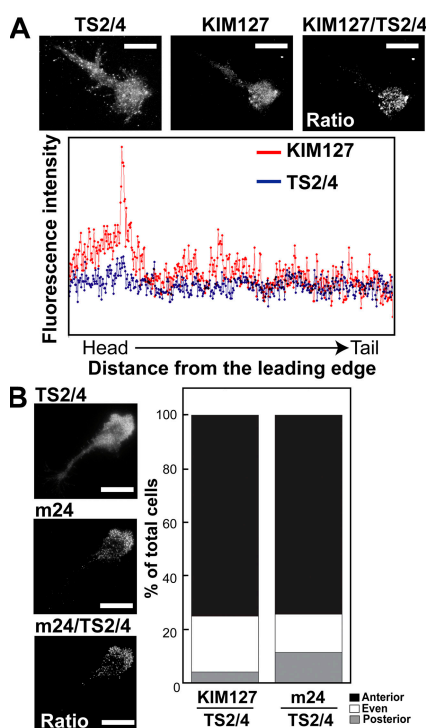 A
TS2/4 KIM127 KIM127/TS2/4
Ratio
Fluorescence intensity
KIM127
TS2/4
Head Tail
Distance from the leading edge
B
TS2/4
m24
m24/TS2/4
Ratio
% of total cells
100
80
60
40
20
0
KIM127 m24
TS2/4 TS2/4
Anterior
Even
Posterior